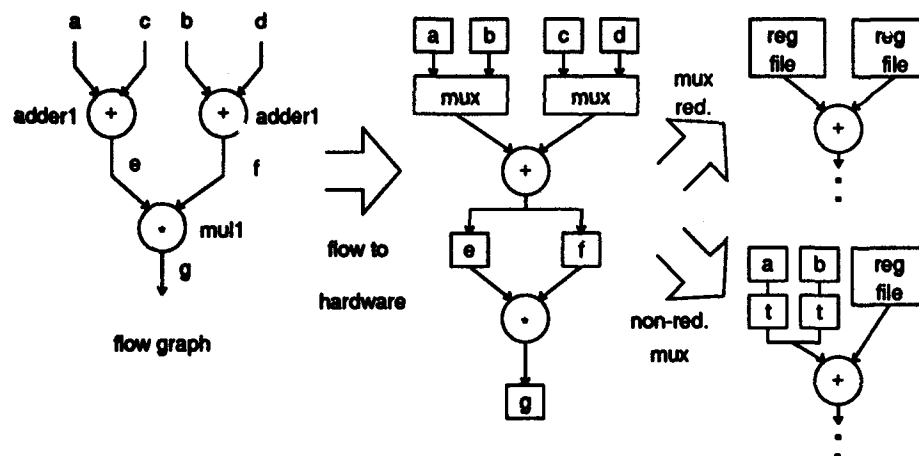 a c b d
+ +
adder1 adder1
e f
*
mul1
g
flow graph
flow to
hardware
a b c d
mux mux
+
e f
*
g
mux
red.
non-red.
mux
reg
file
reg
file
+
a b
t t
reg
file
+